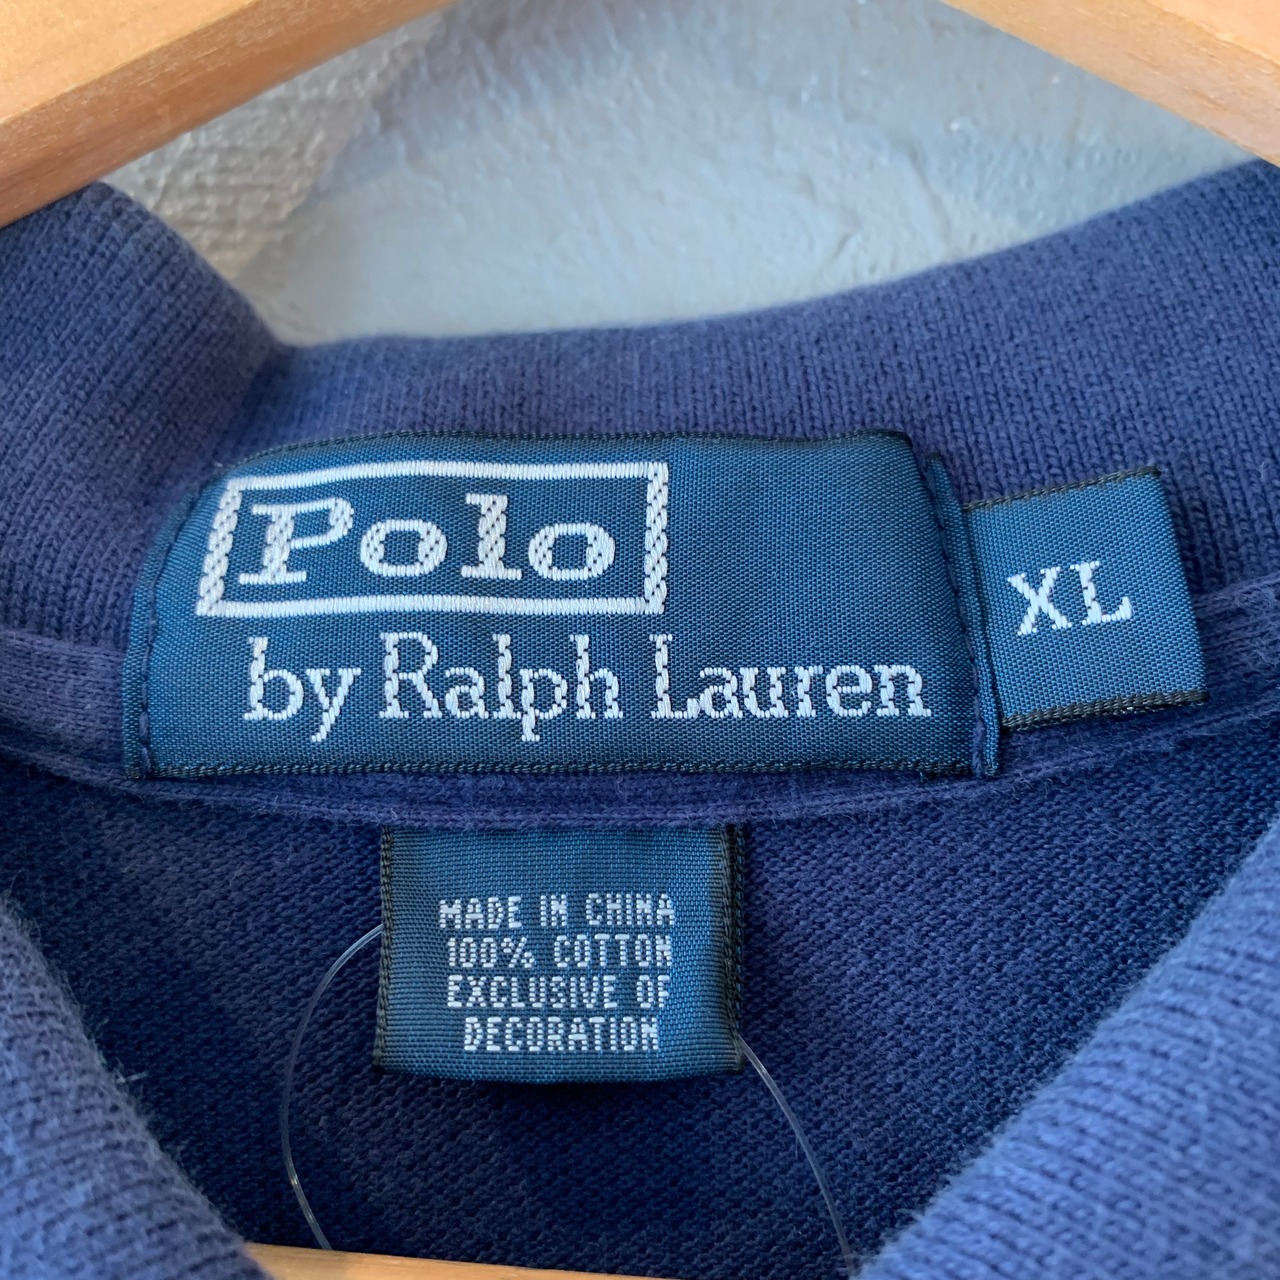 Polo
by Ralph Lauren
XL
MADE IN CHINA
100% COTTON
EXCLUSIVE OF
DECORATION